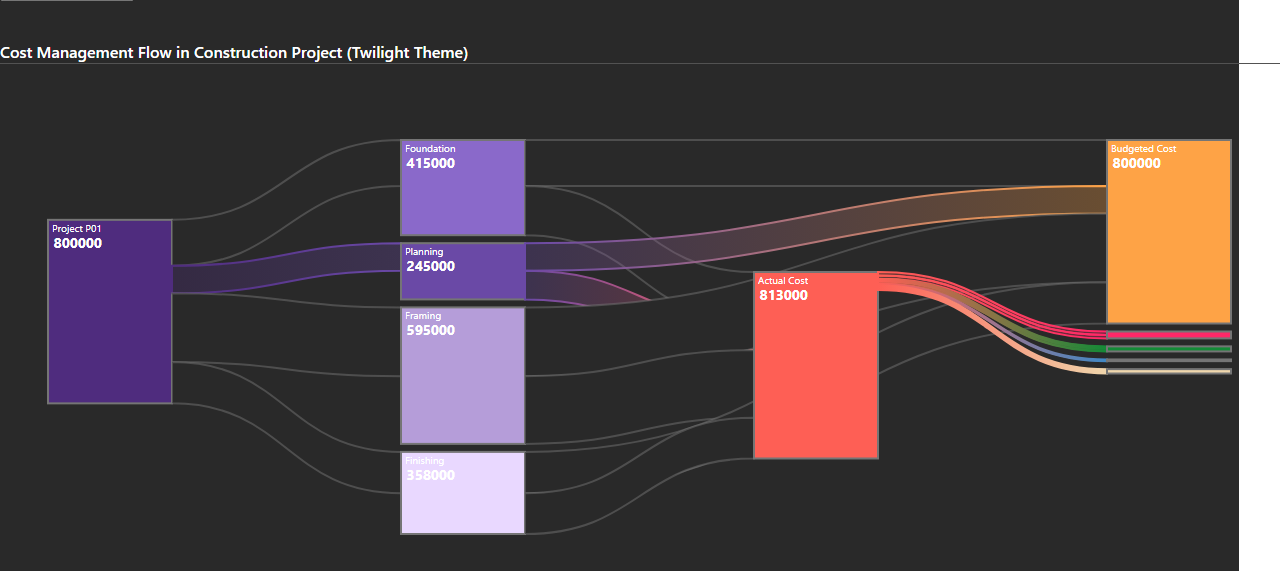 Cost Management Flow in Construction Project (Twilight Theme)
Project P01
800000
Foundation
415000
Planning
245000
Framing
595000
Finishing
358000
Actual Cost
813000
Budgeted Cost
800000